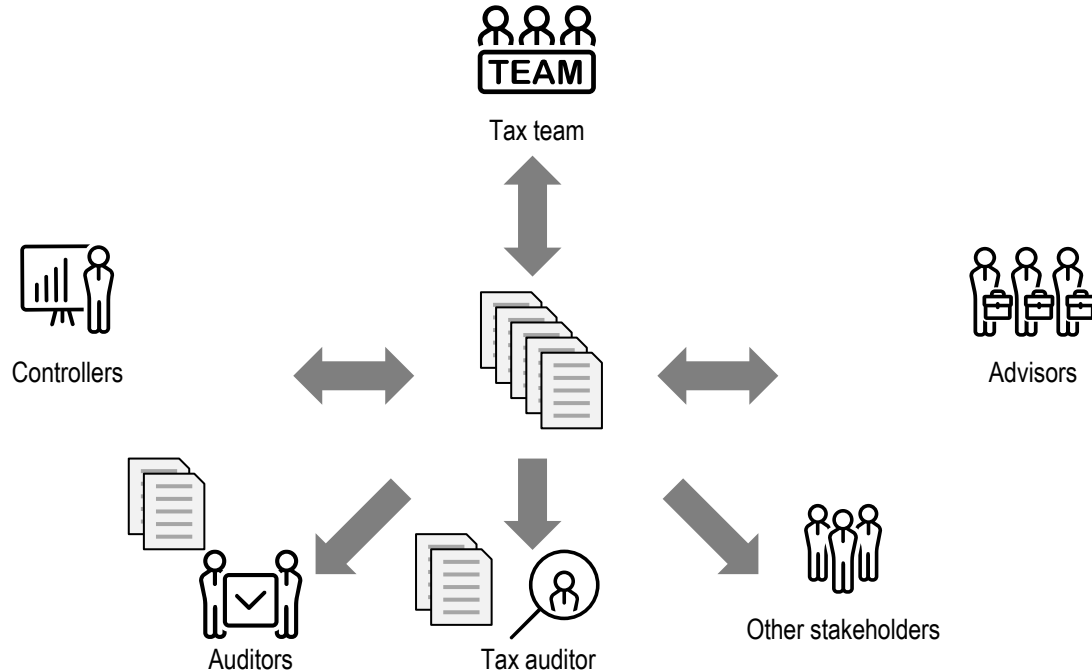 TEAM
Tax team
Controllers
Advisors
Other stakeholders
Auditors
Tax auditor